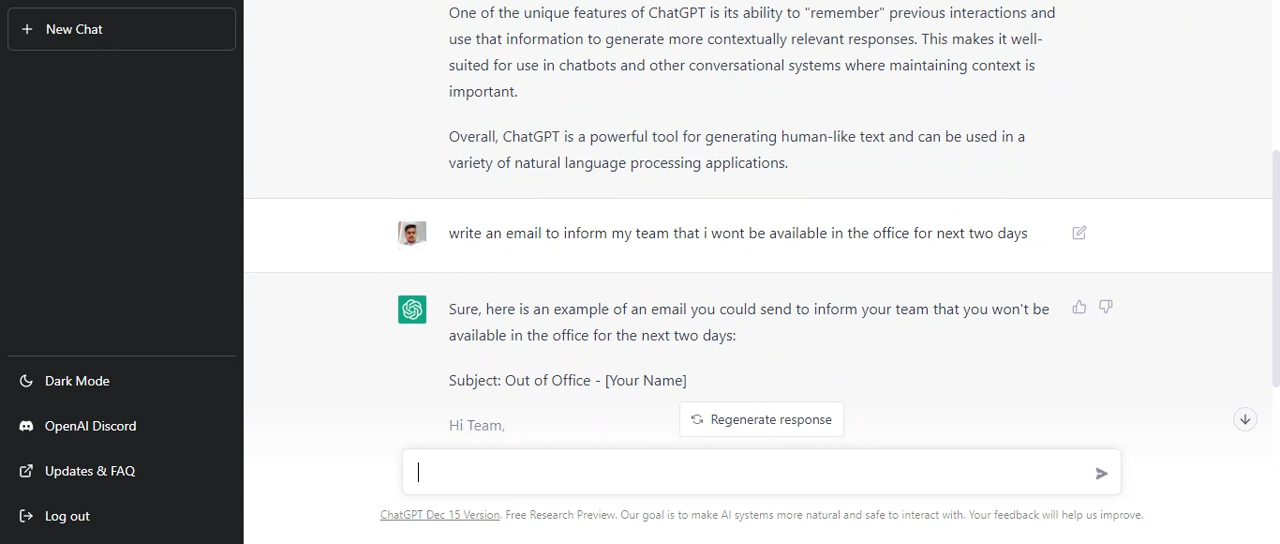 New Chat
One of the unique features of ChatGPT is its ability to "remember" previous interactions and
use that information to generate more contextually relevant responses. This makes it well-
suited for use in chatbots and other conversational systems where maintaining context is
important.
Overall, ChatGPT is a powerful tool for generating human-like text and can be used in a
variety of natural language processing applications.
write an email to inform my team that i wont be available in the office for next two days
Sure, here is an example of an email you could send to inform your team that you won't be
available in the office for the next two days:
Subject: Out of Office - [Your Name]
Hi Team,
Regenerate response
ChatGPT Dec 15 Version. Free Research Preview. Our goal is to make AI systems more natural and safe to interact with. Your feedback will help us improve.
Dark Mode
OpenAI Discord
Updates & FAQ
Log out